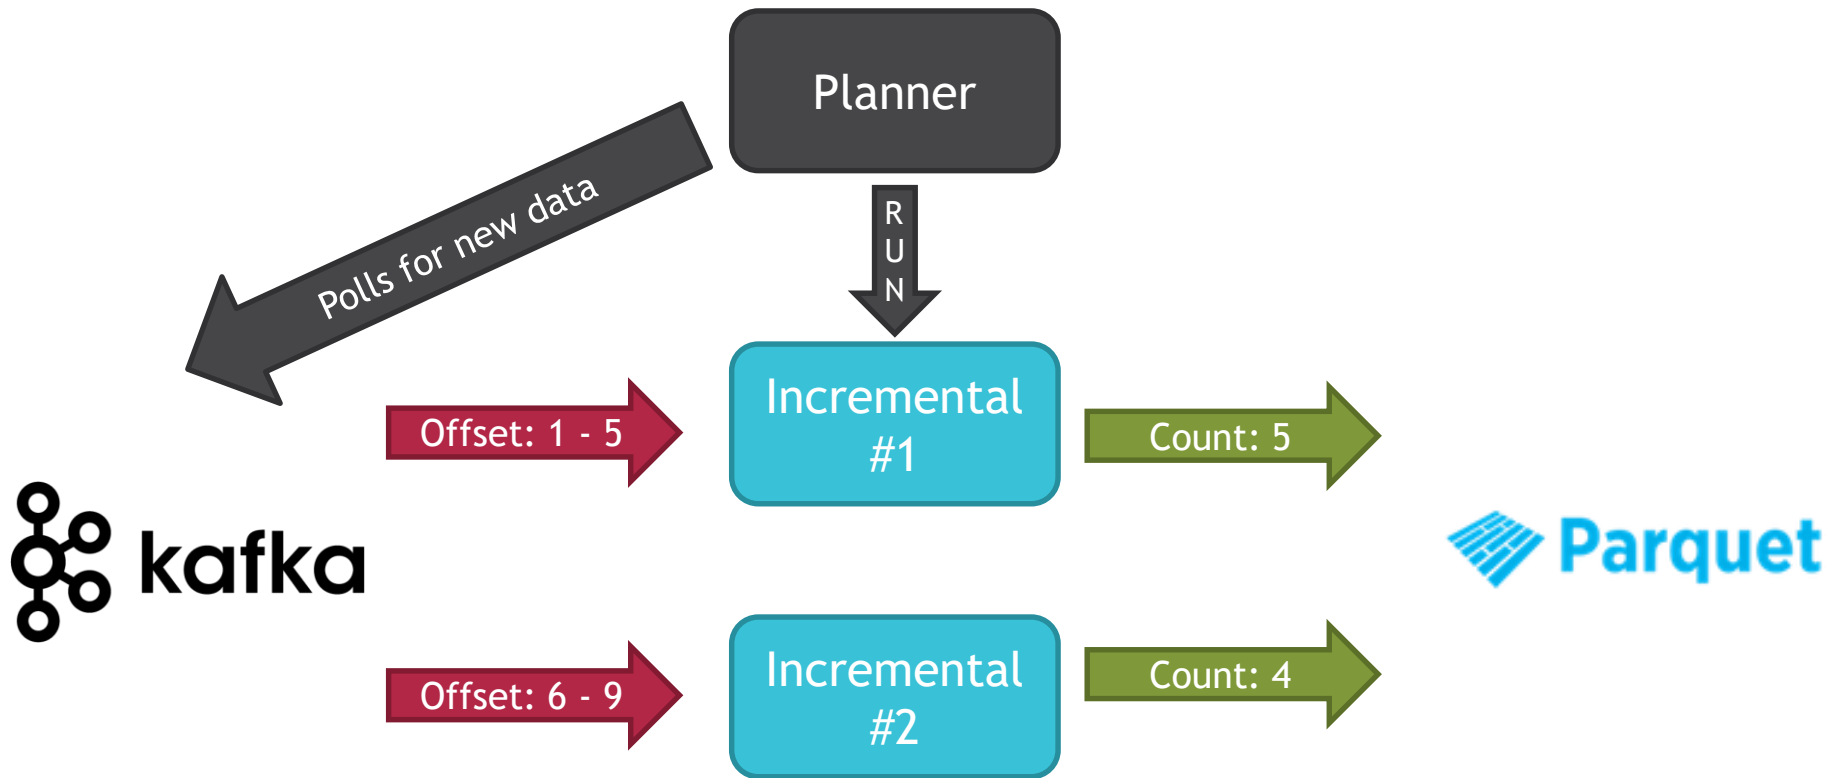 Planner
Polls for new data
R
U
N
Offset: 1 - 5
Incremental
#1
Count: 5
kafka
Parquet
Offset: 6 - 9
Incremental
#2
Count: 4